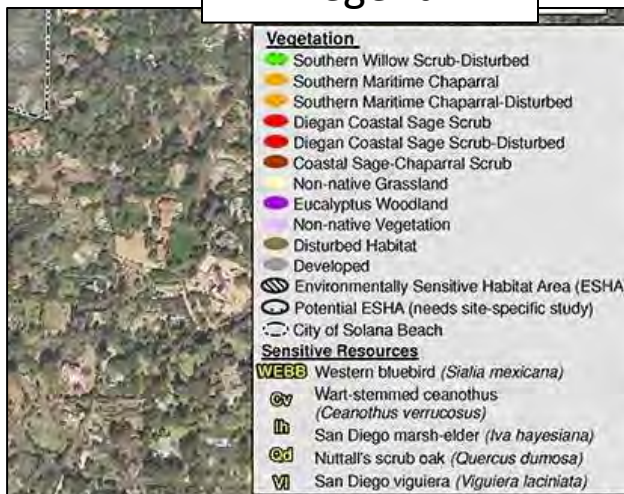 Vegetation
Southern Willow Scrub-Disturbed
Southern Maritime Chaparral
Southern Maritime Chaparral-Disturbed
Diegan Coastal Sage Scrub
Diegan Coastal Sage Scrub-Disturbed
Coastal Sage-Chaparral Scrub
Non-native Grassland
Eucalyptus Woodland
Non-native Vegetation
Disturbed Habitat
Developed
Environmentally Sensitive Habitat Area (ESHA)
Potential ESHA (needs site-specific study)
City of Solana Beach
Sensitive Resources
WEBB Western bluebird (Sialia mexicana)
Cv Wart-stemmed ceanothus
(Ceanothus verrucosus)
Ih San Diego marsh-elder (Iva hayesiana)
Qd Nuttall's scrub oak (Quercus dumosa)
Vl San Diego viguiera (Viguiera laciniata)